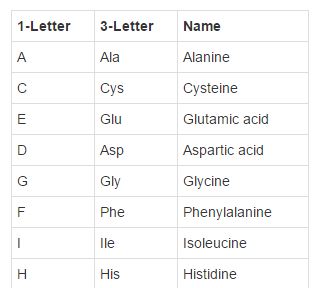 1-Letter 3-Letter Name
A Ala Alanine
C Cys Cysteine
E Glu Glutamic acid
D Asp Aspartic acid
G Gly Glycine
F Phe Phenylalanine
I Ile Isoleucine
H His Histidine